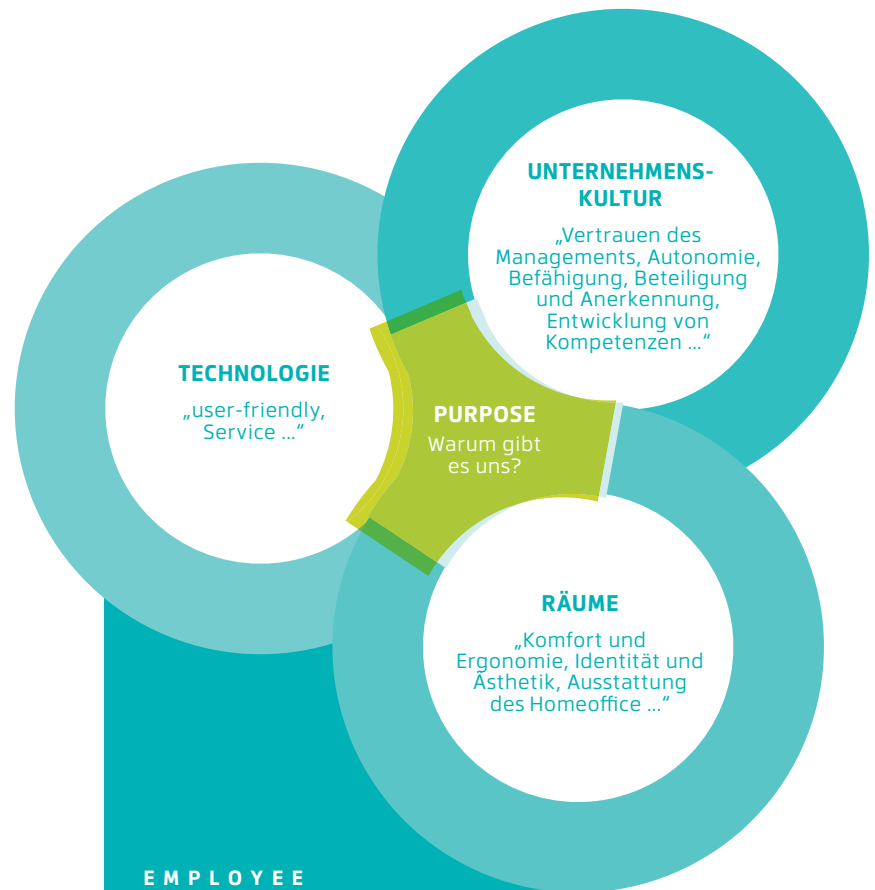 UNTERNEHMENS-
KULTUR
„Vertrauen des
Managements, Autonomie,
Befähigung, Beteiligung
und Anerkennung,
Entwicklung von
Kompetenzen ...“
TECHNOLOGIE
„user-friendly,
Service ...“
PURPOSE
Warum gibt
es uns?
RÄUME
„Komfort und
Ergonomie, Identität und
Ästhetik, Ausstattung
des Homeoffice ...“
EMPLOYEE